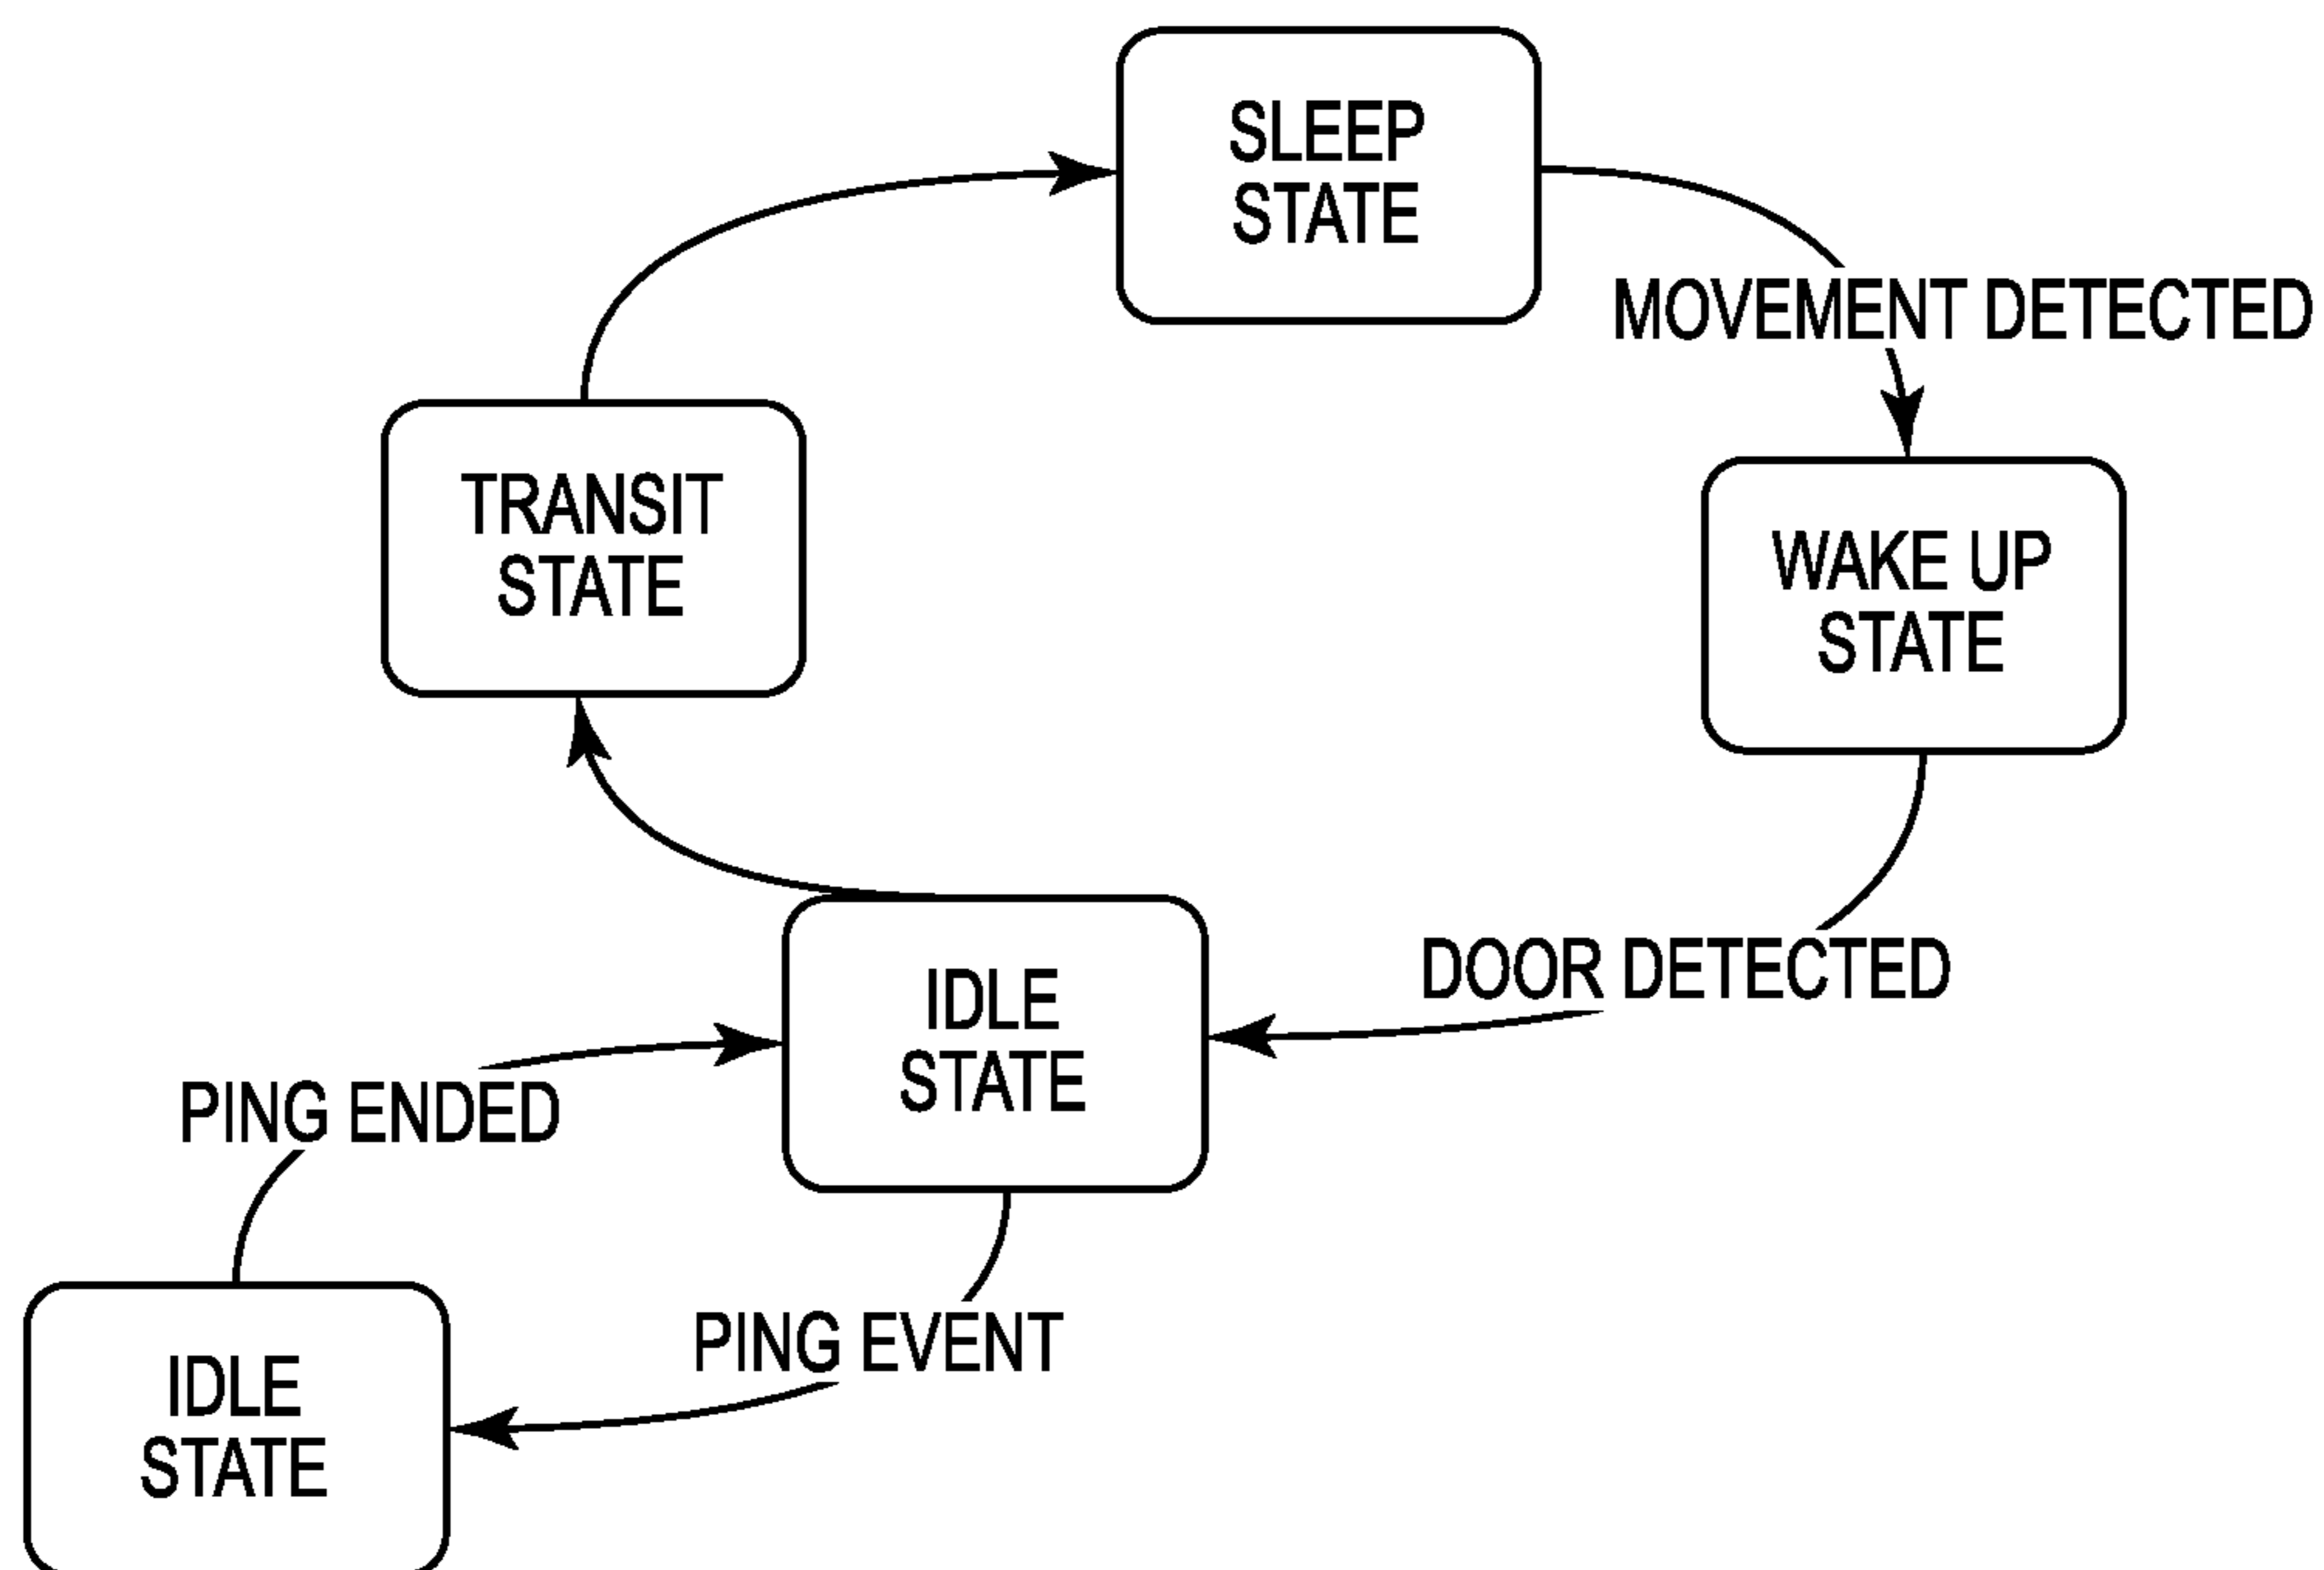 SLEEP
STATE
MOVEMENT DETECTED
TRANSIT
STATE
WAKE UP
STATE
DOOR DETECTED
IDLE
STATE
PING ENDED
PING EVENT
IDLE
STATE